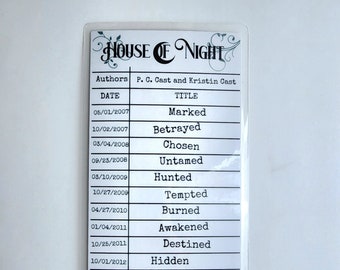 House of Night
Authors P. C. Cast and Kristin Cast
DATE TITLE
05/01/2007 Marked
10/02/2007 Betrayed
03/04/2008 Chosen
09/23/2008 Untamed
03/10/2009 Hunted
10/27/2009 Tempted
04/27/2010 Burned
01/04/2011 Awakened
10/25/2011 Destined
10/01/2012 Hidden